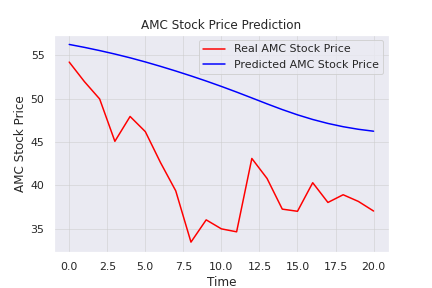 AMC Stock Price Prediction
Real AMC Stock Price
Predicted AMC Stock Price
AMC Stock Price
55
50
45
40
35
0.0 2.5 5.0 7.5 10.0 12.5 15.0 17.5 20.0
Time